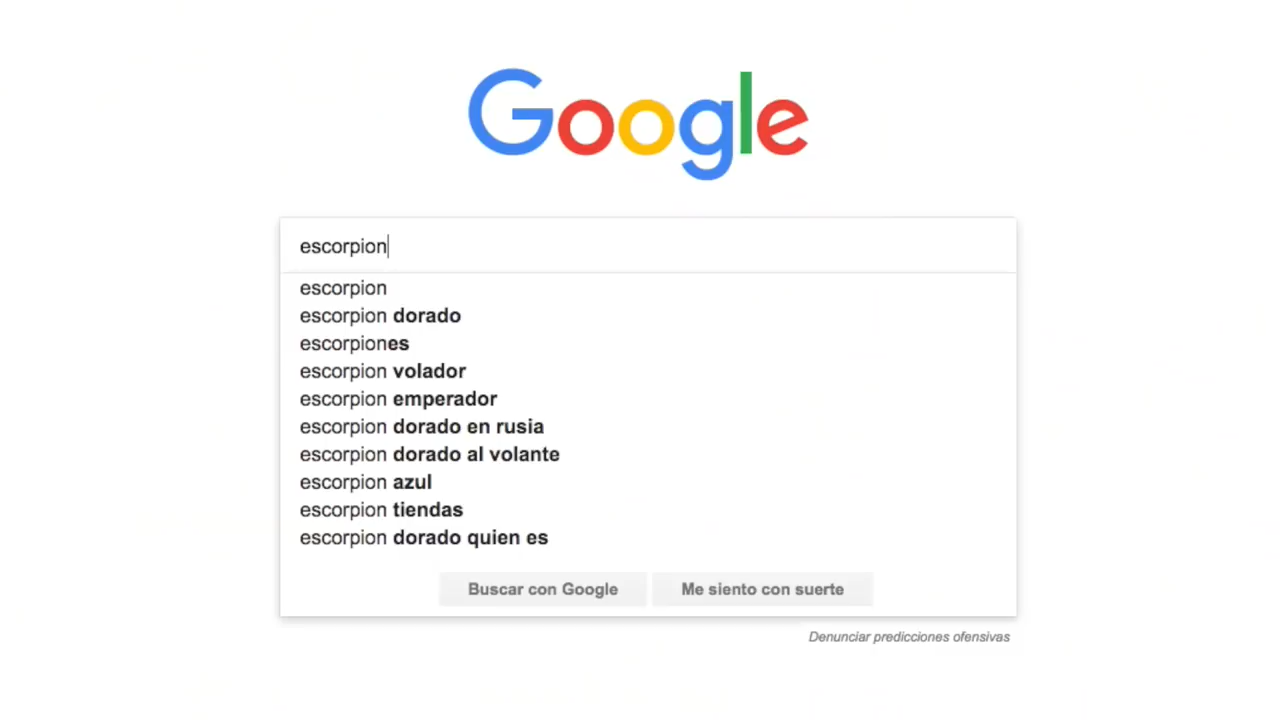 Google
escorpion
escorpion
escorpion dorado
escorpiones
escorpion volador
escorpion emperador
escorpion dorado en rusia
escorpion dorado al volante
escorpion azul
escorpion tiendas
escorpion dorado quien es
Buscar con Google
Me siento con suerte
Denunciar predicciones ofensivas